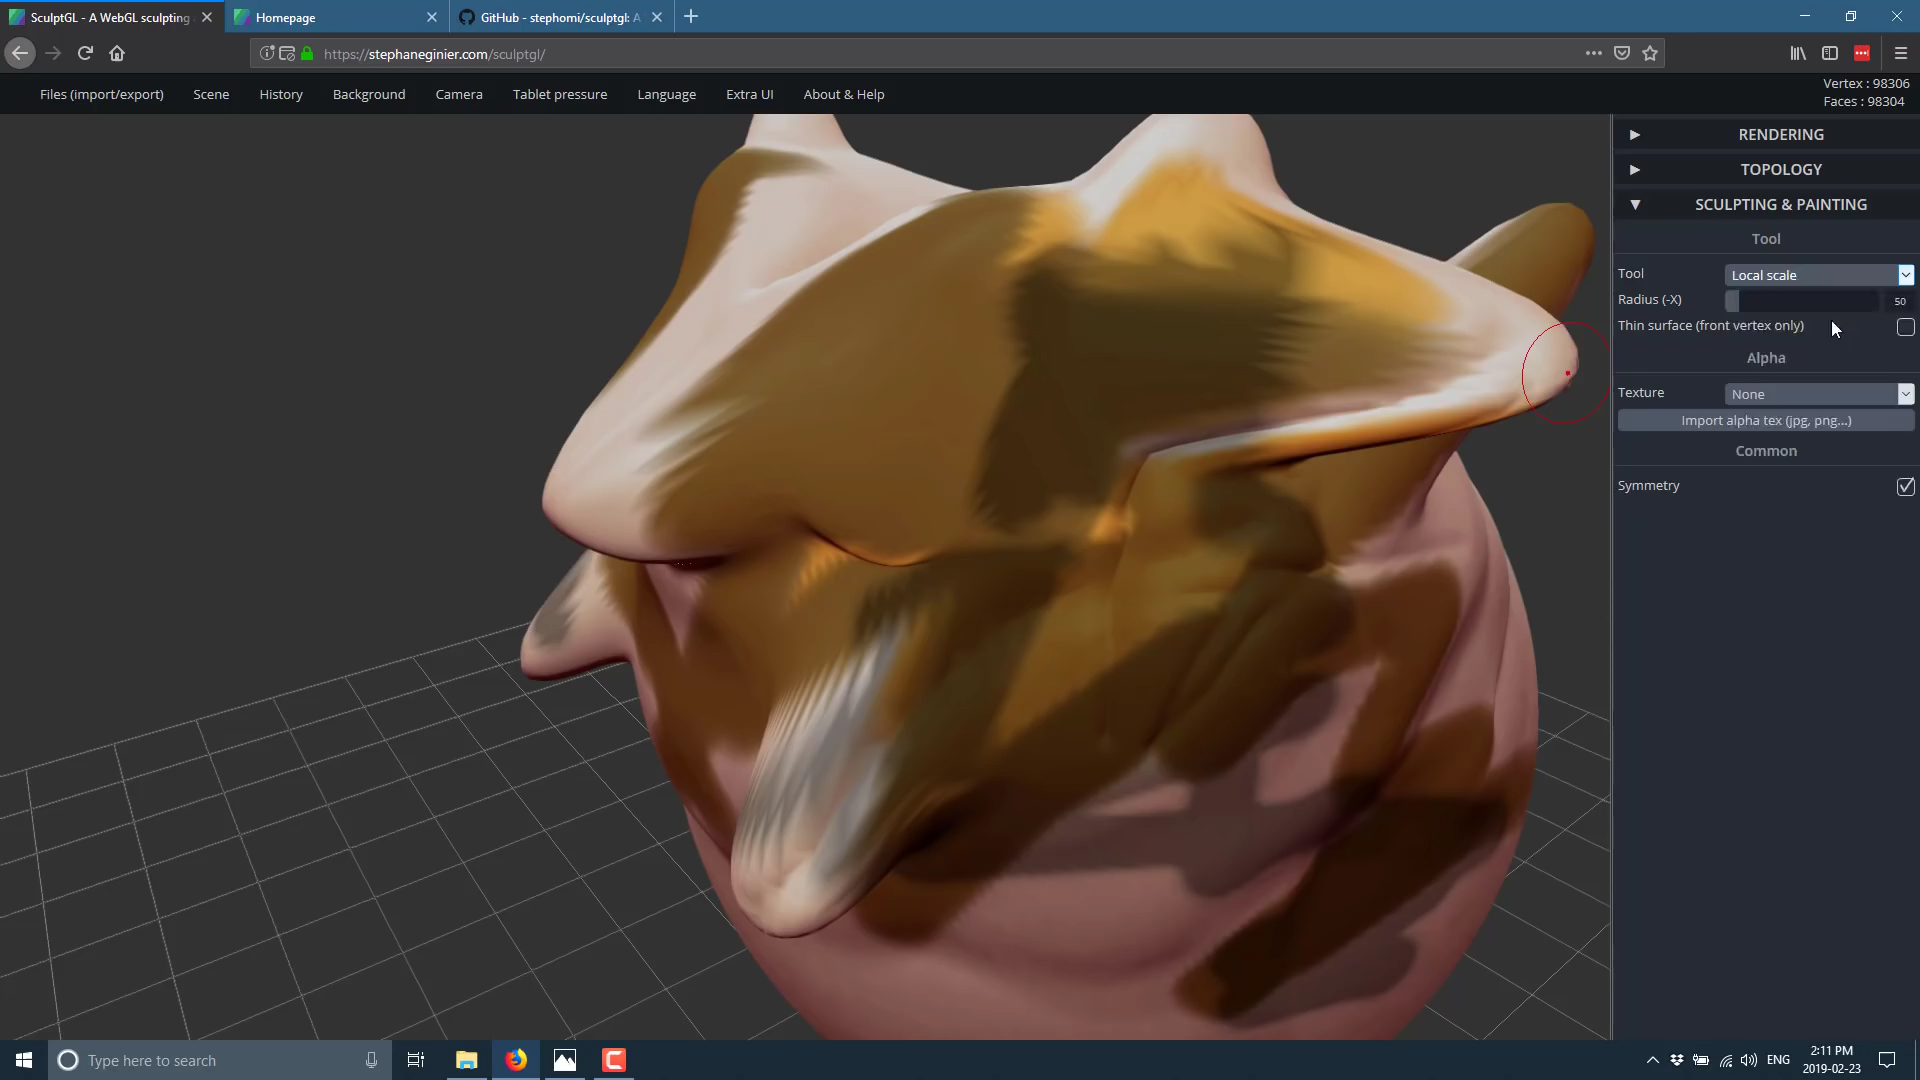 SculptGL - A WebGL sculpting
Homepage
GitHub - stephomi/sculptgl: A
https://stephaneginier.com/sculptgl/
Files (import/export) Scene History Background Camera Tablet pressure Language Extra UI About & Help
Vertex : 98306
Faces : 98304
RENDERING
TOPOLOGY
SCULPTING & PAINTING
Tool
Tool Local scale
Radius (-X) 50
Thin surface (front vertex only)
Alpha
Texture None
Import alpha tex (jpg, png...)
Common
Symmetry
Type here to search
ENG
2:11 PM
2019-02-23